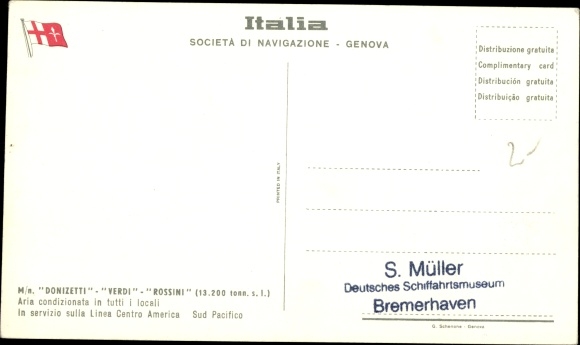 Italia
SOCIETÀ DI NAVIGAZIONE - GENOVA
Distribuzione gratuita
Complimentary card
Distribución gratuita
Distribuição gratuita
2-
PRINTED IN ITALY
M/n. "DONIZETTI" - "VERDI" - "ROSSINI" (13.200 tonn. s. l.)
Aria condizionata in tutti i locali
In servizio sulla Linea Centro America Sud Pacifico
S. Müller
Deutsches Schiffahrtsmuseum
Bremerhaven
G. Schenone - Genova